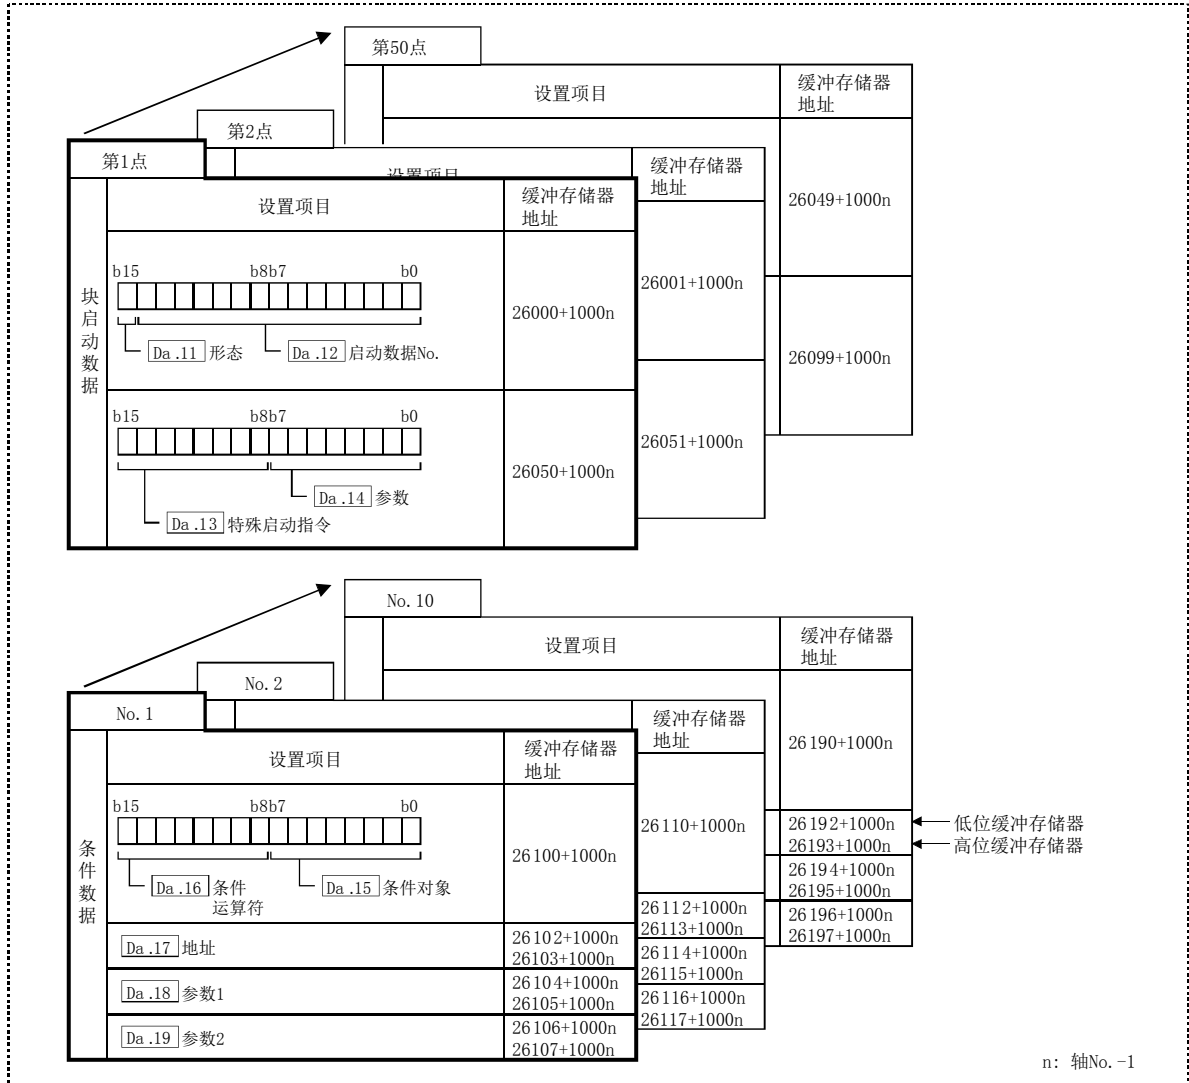 第50点
设置项目
缓冲存储器
地址
26049+1000n
26099+1000n
第2点
设置项目
缓冲存储器
地址
26001+1000n
26051+1000n
第1点
块启动数据
设置项目
缓冲存储器
地址
b15 b8b7 b0
Da.11 形态 Da.12 启动数据No.
26000+1000n
b15 b8b7 b0
Da.14 参数
Da.13 特殊启动指令
26050+1000n
No.10
设置项目
缓冲存储器
地址
26190+1000n
26192+1000n 低位缓冲存储器
26193+1000n 高位缓冲存储器
26194+1000n
26195+1000n
26196+1000n
26197+1000n
No.2
缓冲存储器
地址
26110+1000n
26112+1000n
26113+1000n
26114+1000n
26115+1000n
26116+1000n
26117+1000n
No.1
条件数据
设置项目
缓冲存储器
地址
b15 b8b7 b0
Da.16 条件
运算符
Da.15 条件对象
26100+1000n
Da.17 地址
26102+1000n
26103+1000n
Da.18 参数1
26104+1000n
26105+1000n
Da.19 参数2
26106+1000n
26107+1000n
n: 轴No.-1